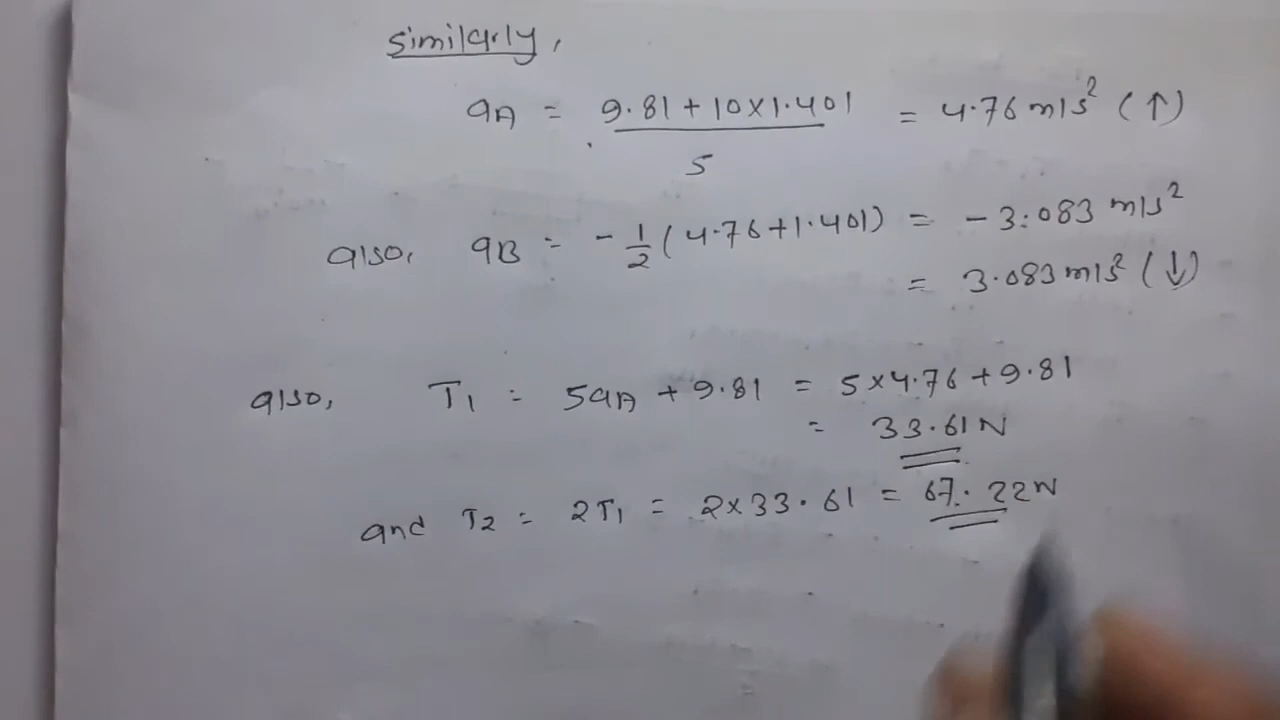 Similarly,
aA = 9.81 + 10×1.401 / 5 = 4.76 m/s² (↑)
also, aB = -1/2 (4.76+1.401) = -3.083 m/s²
= 3.083 m/s² (↓)
also, T1 = 5aA + 9.81 = 5×4.76 + 9.81
= 33.61 N
and T2 = 2T1 = 2×33.61 = 67.22N